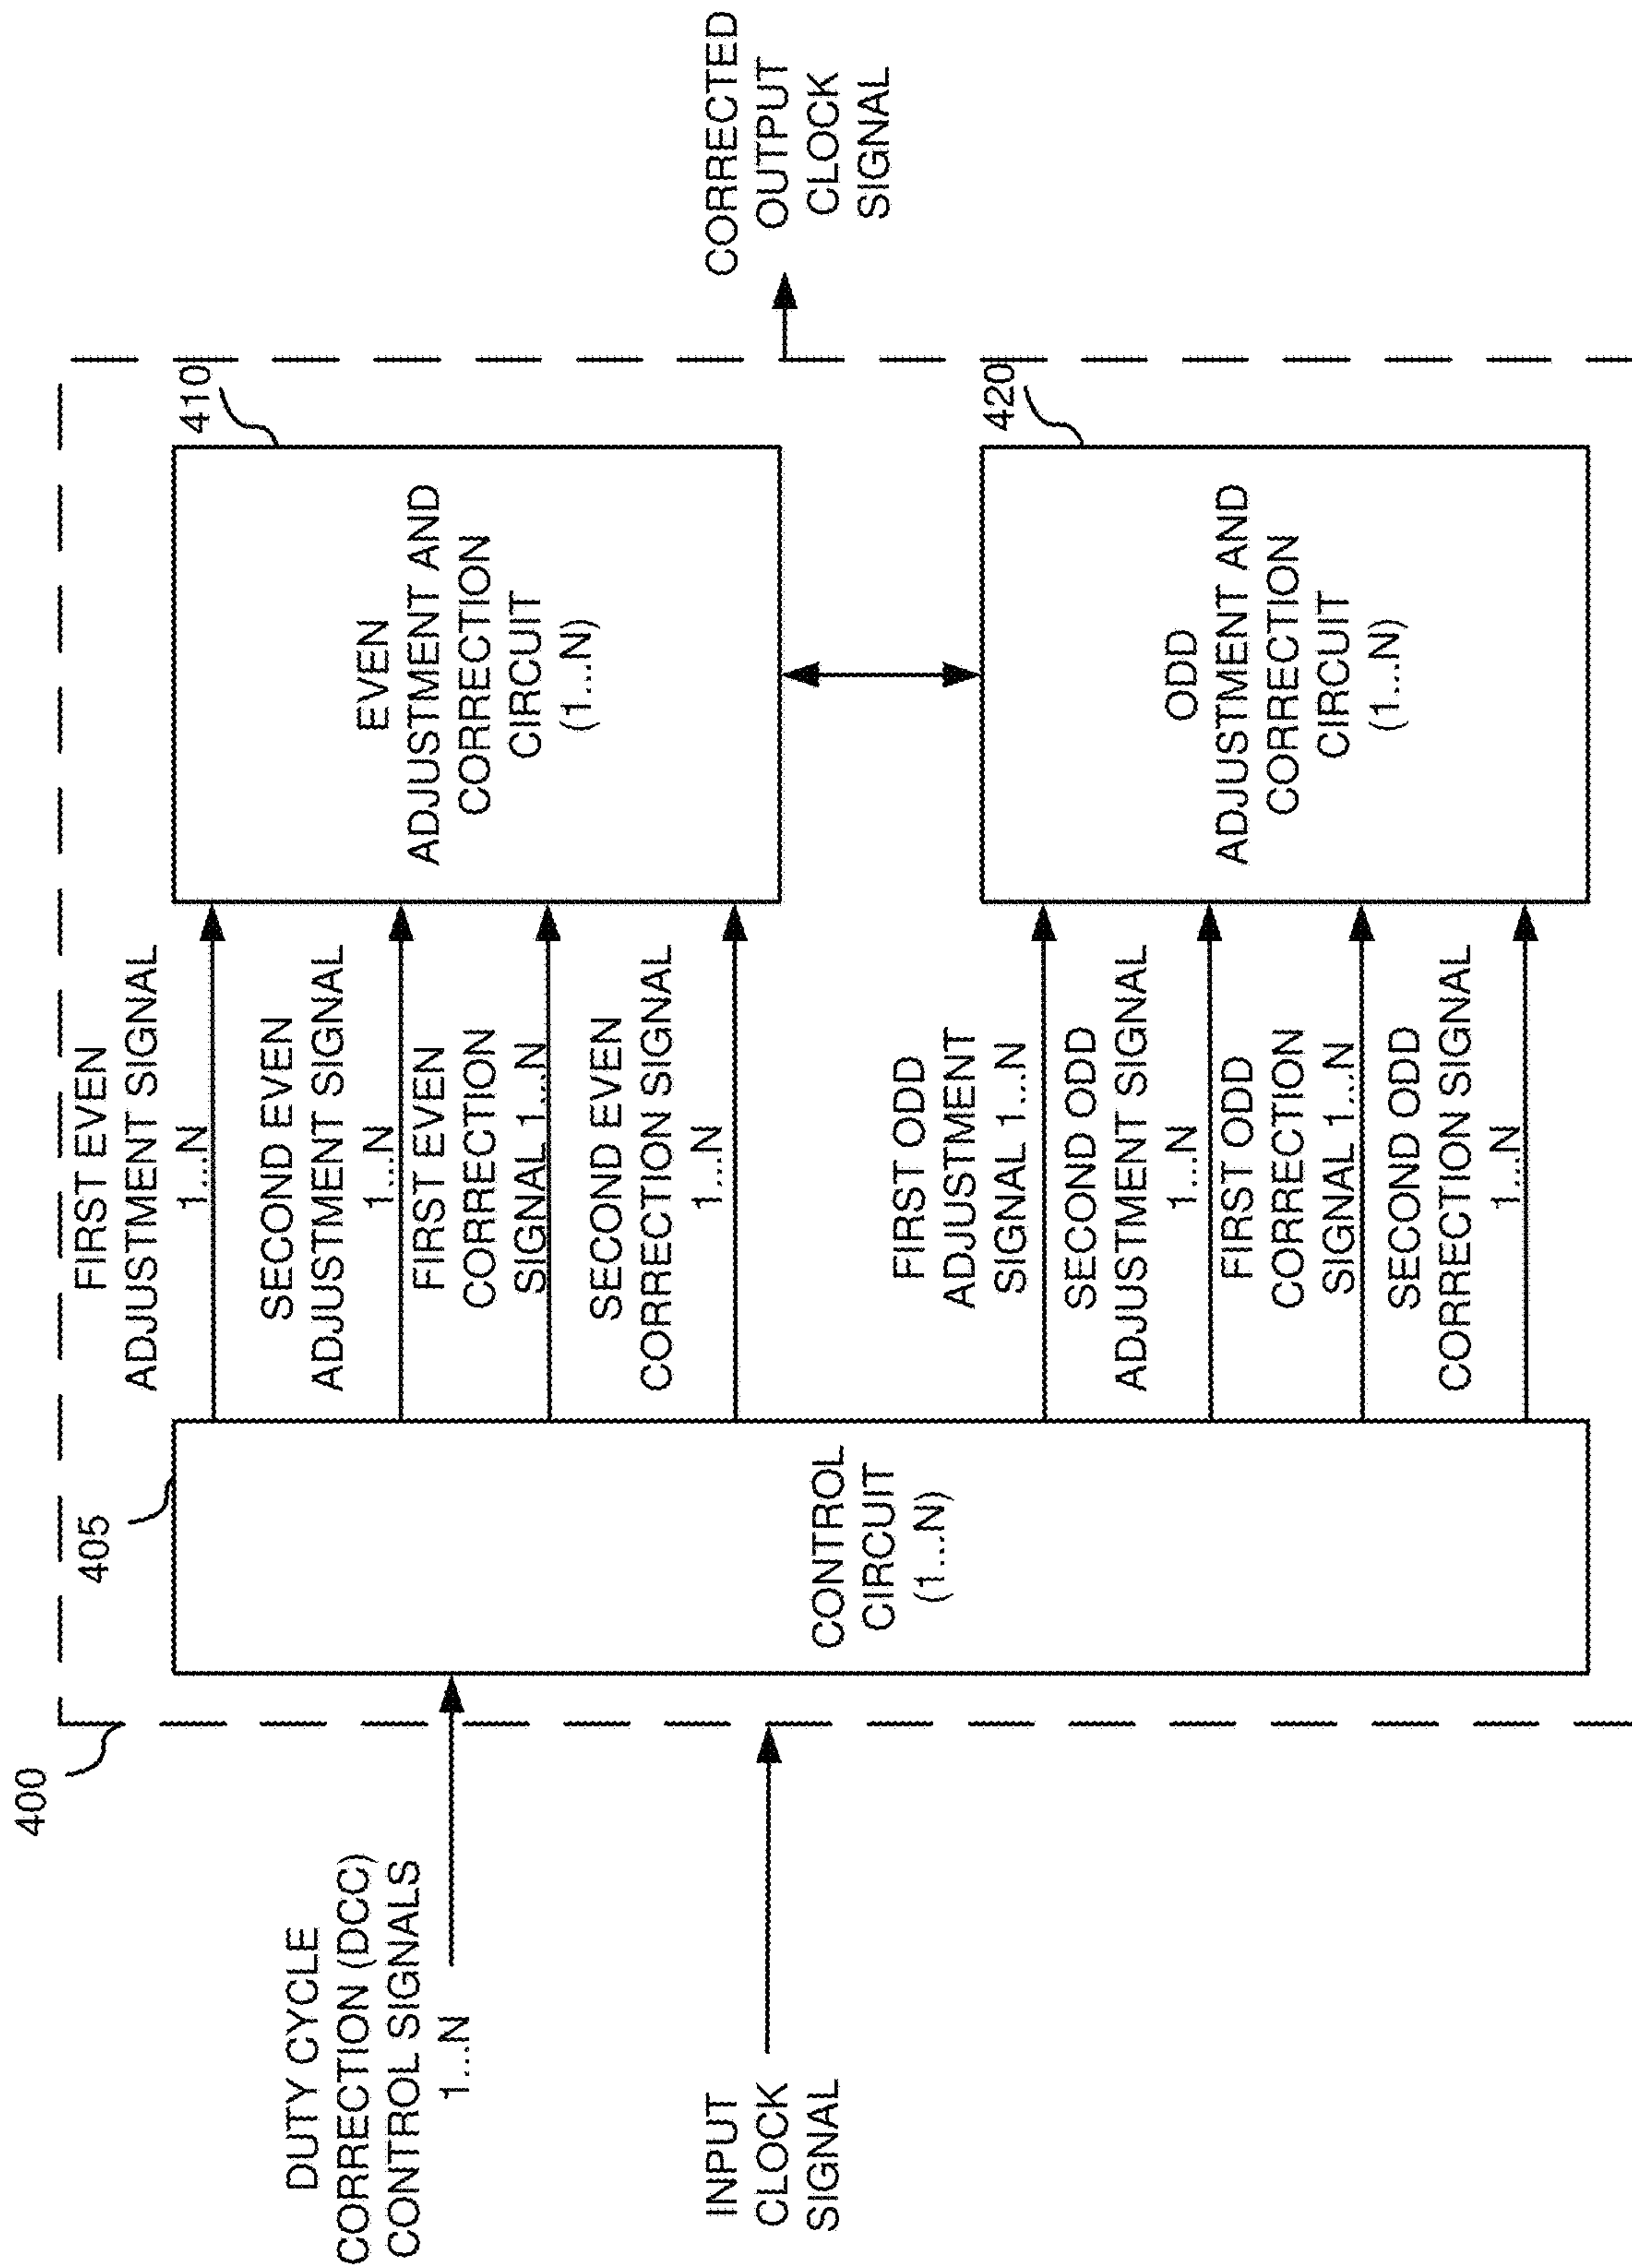 400
405
410
420
DUTY CYCLE
CORRECTION (DCC)
CONTROL SIGNALS
1...N
INPUT
CLOCK
SIGNAL
CONTROL
CIRCUIT
(1...N)
FIRST EVEN
ADJUSTMENT SIGNAL
1...N
SECOND EVEN
ADJUSTMENT SIGNAL
1...N
FIRST EVEN
CORRECTION
SIGNAL 1...N
SECOND EVEN
CORRECTION SIGNAL
1...N
FIRST ODD
ADJUSTMENT
SIGNAL 1...N
SECOND ODD
ADJUSTMENT SIGNAL
1...N
FIRST ODD
CORRECTION
SIGNAL 1...N
SECOND ODD
CORRECTION SIGNAL
1...N
EVEN
ADJUSTMENT AND
CORRECTION
CIRCUIT
(1...N)
ODD
ADJUSTMENT AND
CORRECTION
CIRCUIT
(1...N)
CORRECTED
OUTPUT
CLOCK
SIGNAL